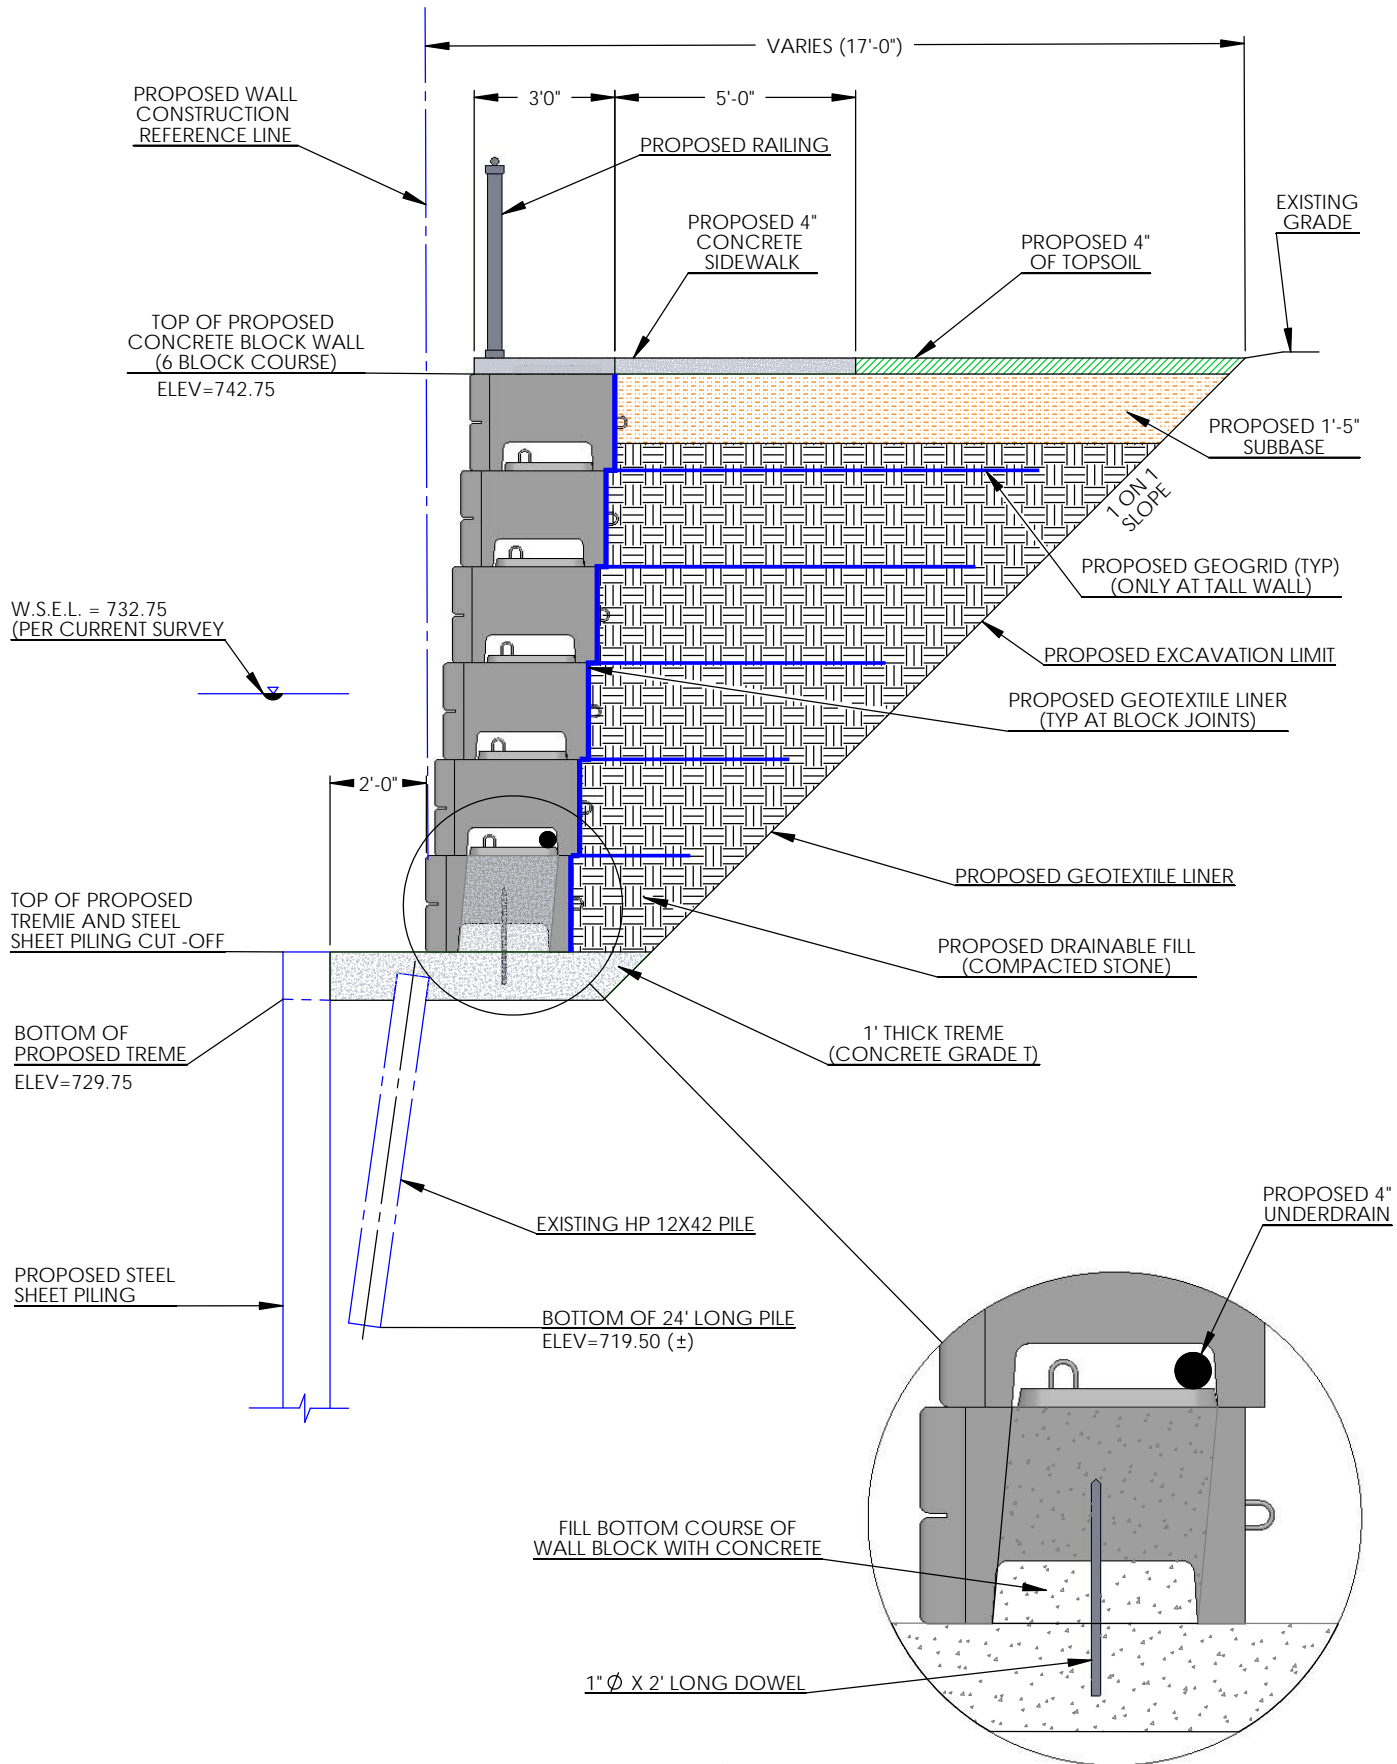 VARIES (17'-0")
3'0"
5'-0"
PROPOSED WALL
CONSTRUCTION
REFERENCE LINE
PROPOSED RAILING
EXISTING
GRADE
PROPOSED 4"
CONCRETE
SIDEWALK
PROPOSED 4"
OF TOPSOIL
TOP OF PROPOSED
CONCRETE BLOCK WALL
(6 BLOCK COURSE)
ELEV=742.75
PROPOSED 1'-5"
SUBBASE
1 ON 1
SLOPE
PROPOSED GEOGRID (TYP)
(ONLY AT TALL WALL)
W.S.E.L. = 732.75
(PER CURRENT SURVEY
PROPOSED EXCAVATION LIMIT
PROPOSED GEOTEXTILE LINER
(TYP AT BLOCK JOINTS)
2'-0"
PROPOSED GEOTEXTILE LINER
TOP OF PROPOSED
TREMIE AND STEEL
SHEET PILING CUT -OFF
PROPOSED DRAINABLE FILL
(COMPACTED STONE)
BOTTOM OF
PROPOSED TREME
ELEV=729.75
1' THICK TREME
(CONCRETE GRADE T)
EXISTING HP 12X42 PILE
PROPOSED 4"
UNDERDRAIN
PROPOSED STEEL
SHEET PILING
BOTTOM OF 24' LONG PILE
ELEV=719.50 (±)
FILL BOTTOM COURSE OF
WALL BLOCK WITH CONCRETE
1" Ø X 2' LONG DOWEL